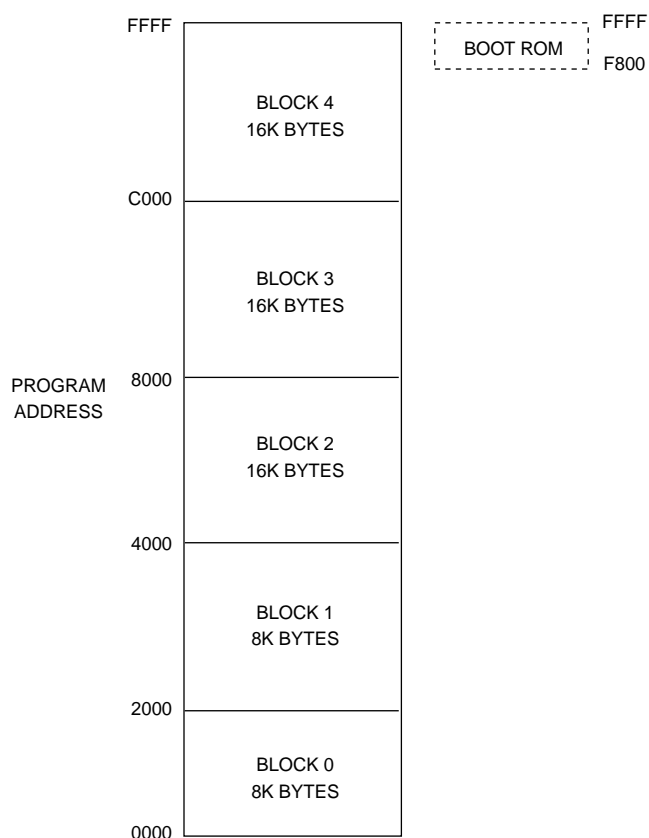 FFFF
BLOCK 4
16K BYTES
C000
BLOCK 3
16K BYTES
PROGRAM
ADDRESS
8000
BLOCK 2
16K BYTES
4000
BLOCK 1
8K BYTES
2000
BLOCK 0
8K BYTES
0000
BOOT ROM
FFFF
F800